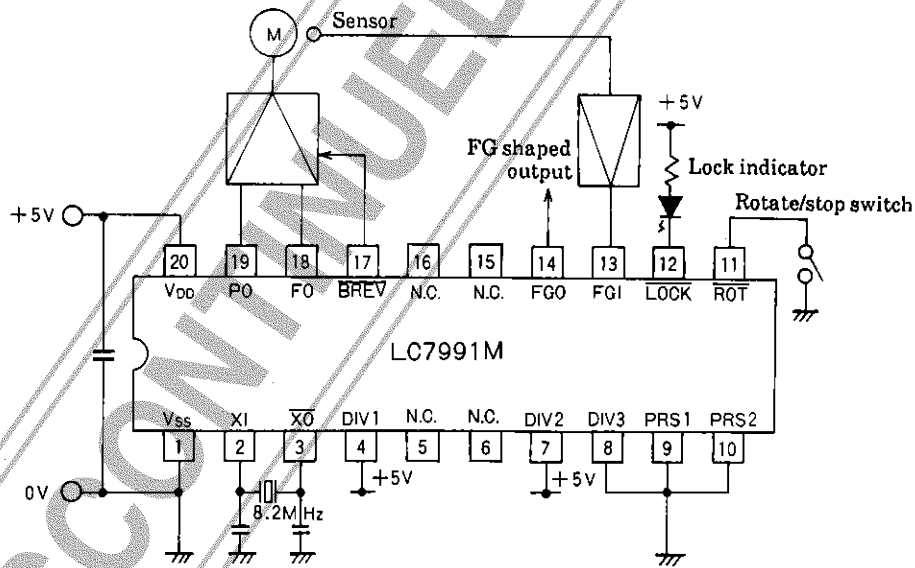 DISCONTINUED
Sensor
M
+5V
FG shaped
output
Lock indicator
Rotate/stop switch
+5V
20 19 18 17 16 15 14 13 12 11
VDD PO FO BREV N.C. N.C. FGO FGI LOCK ROT
LC7991M
VSS XI XO DIV1 N.C. N.C. DIV2 DIV3 PRS1 PRS2
1 2 3 4 5 6 7 8 9 10
+5V +5V
0V
8.2MHz